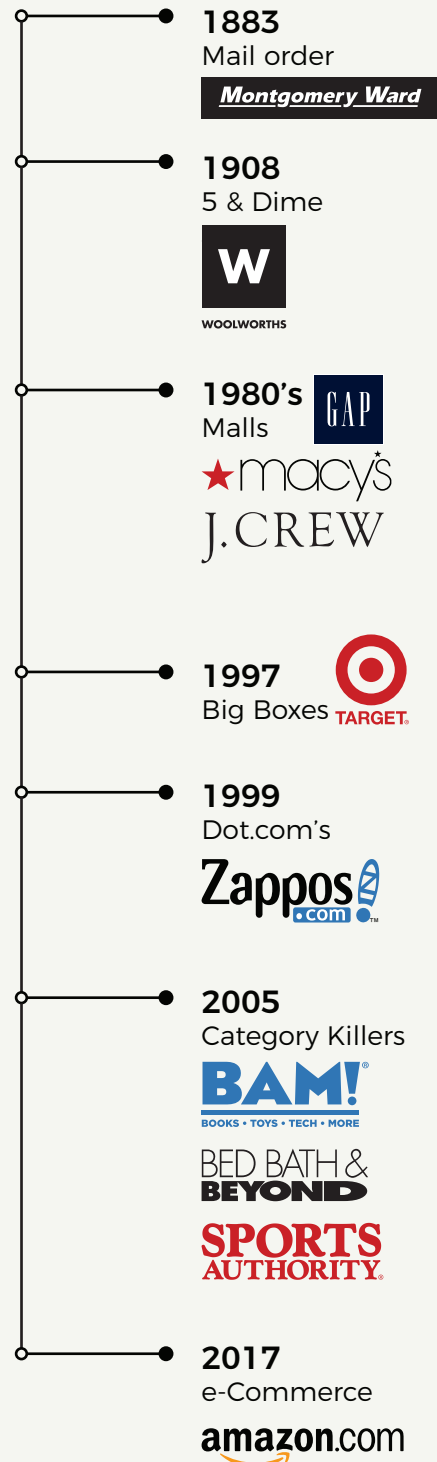 1883
Mail order
Montgomery Ward
1908
5 & Dime
W
WOOLWORTHS
1980's
GAP
Malls
macy's
J.CREW
1997
Big Boxes
TARGET®
1999
Dot.com's
Zappos
.com™
2005
Category Killers
BAM!®
BOOKS • TOYS • TECH • MORE
BED BATH &
BEYOND
SPORTS
AUTHORITY®
2017
e-Commerce
amazon.com